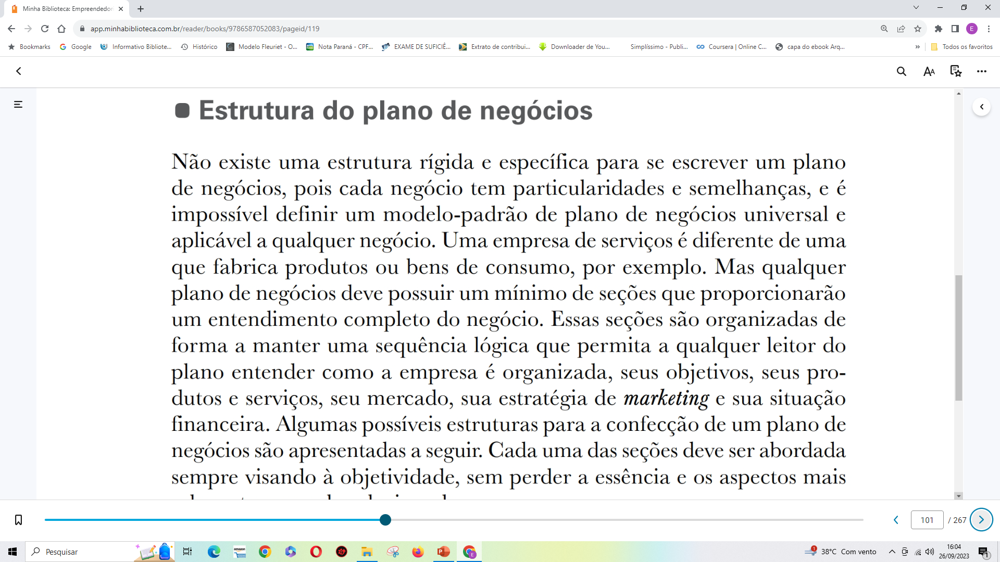 Minha Biblioteca: Empreendedor
app.minhabiblioteca.com.br/reader/books/9786587052083/pageid/119
E
Bookmarks
Google
Informativo Bibliote...
Histórico
Modelo Fleuriet - O...
Nota Paraná - CPF...
EXAME DE SUFICIÊ...
Extrato de contribui...
Downloader de You...
Simplíssimo - Publi...
Coursera | Online C...
capa do ebook Arq...
»
Todos os favoritos
AA
Estrutura do plano de negócios
Não existe uma estrutura rígida e específica para se escrever um plano
de negócios, pois cada negócio tem particularidades e semelhanças, e é
impossível definir um modelo-padrão de plano de negócios universal e
aplicável a qualquer negócio. Uma empresa de serviços é diferente de uma
que fabrica produtos ou bens de consumo, por exemplo. Mas qualquer
plano de negócios deve possuir um mínimo de seções que proporcionarão
um entendimento completo do negócio. Essas seções são organizadas de
forma a manter uma sequência lógica que permita a qualquer leitor do
plano entender como a empresa é organizada, seus objetivos, seus pro-
dutos e serviços, seu mercado, sua estratégia de marketing e sua situação
financeira. Algumas possíveis estruturas para a confecção de um plano de
negócios são apresentadas a seguir. Cada uma das seções deve ser abordada
sempre visando à objetividade, sem perder a essência e os aspectos mais
101 / 267
Pesquisar
amazon
1
38°C Com vento
16:04
26/09/2023
1